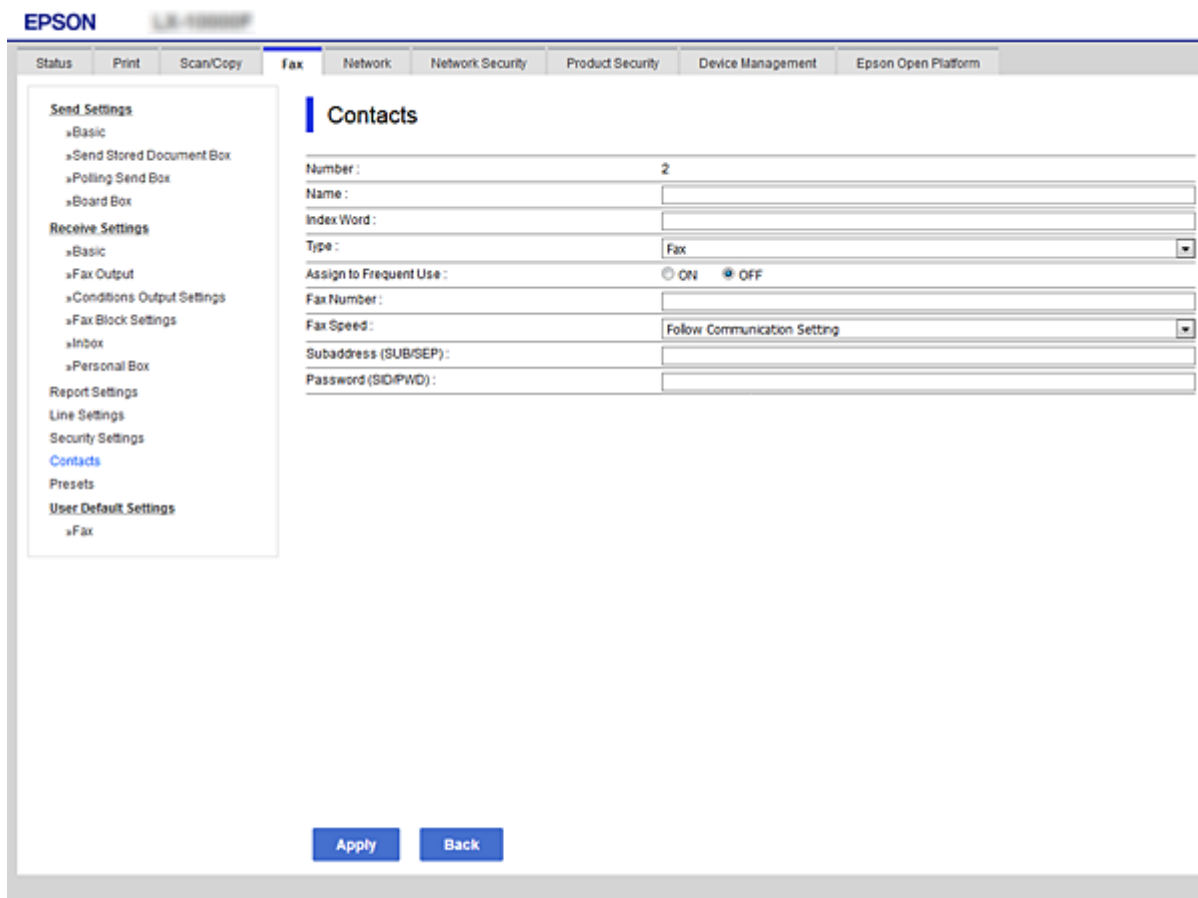 EPSON
Status Print Scan/Copy Fax Network Network Security Product Security Device Management Epson Open Platform
Send Settings
»Basic
»Send Stored Document Box
»Polling Send Box
»Board Box
Receive Settings
»Basic
»Fax Output
»Conditions Output Settings
»Fax Block Settings
»Inbox
»Personal Box
Report Settings
Line Settings
Security Settings
Contacts
Presets
User Default Settings
»Fax
Contacts
Number : 2
Name :
Index Word :
Type : Fax
Assign to Frequent Use : ON OFF
Fax Number :
Fax Speed : Follow Communication Setting
Subaddress (SUB/SEP) :
Password (SID/PWD) :
Apply Back